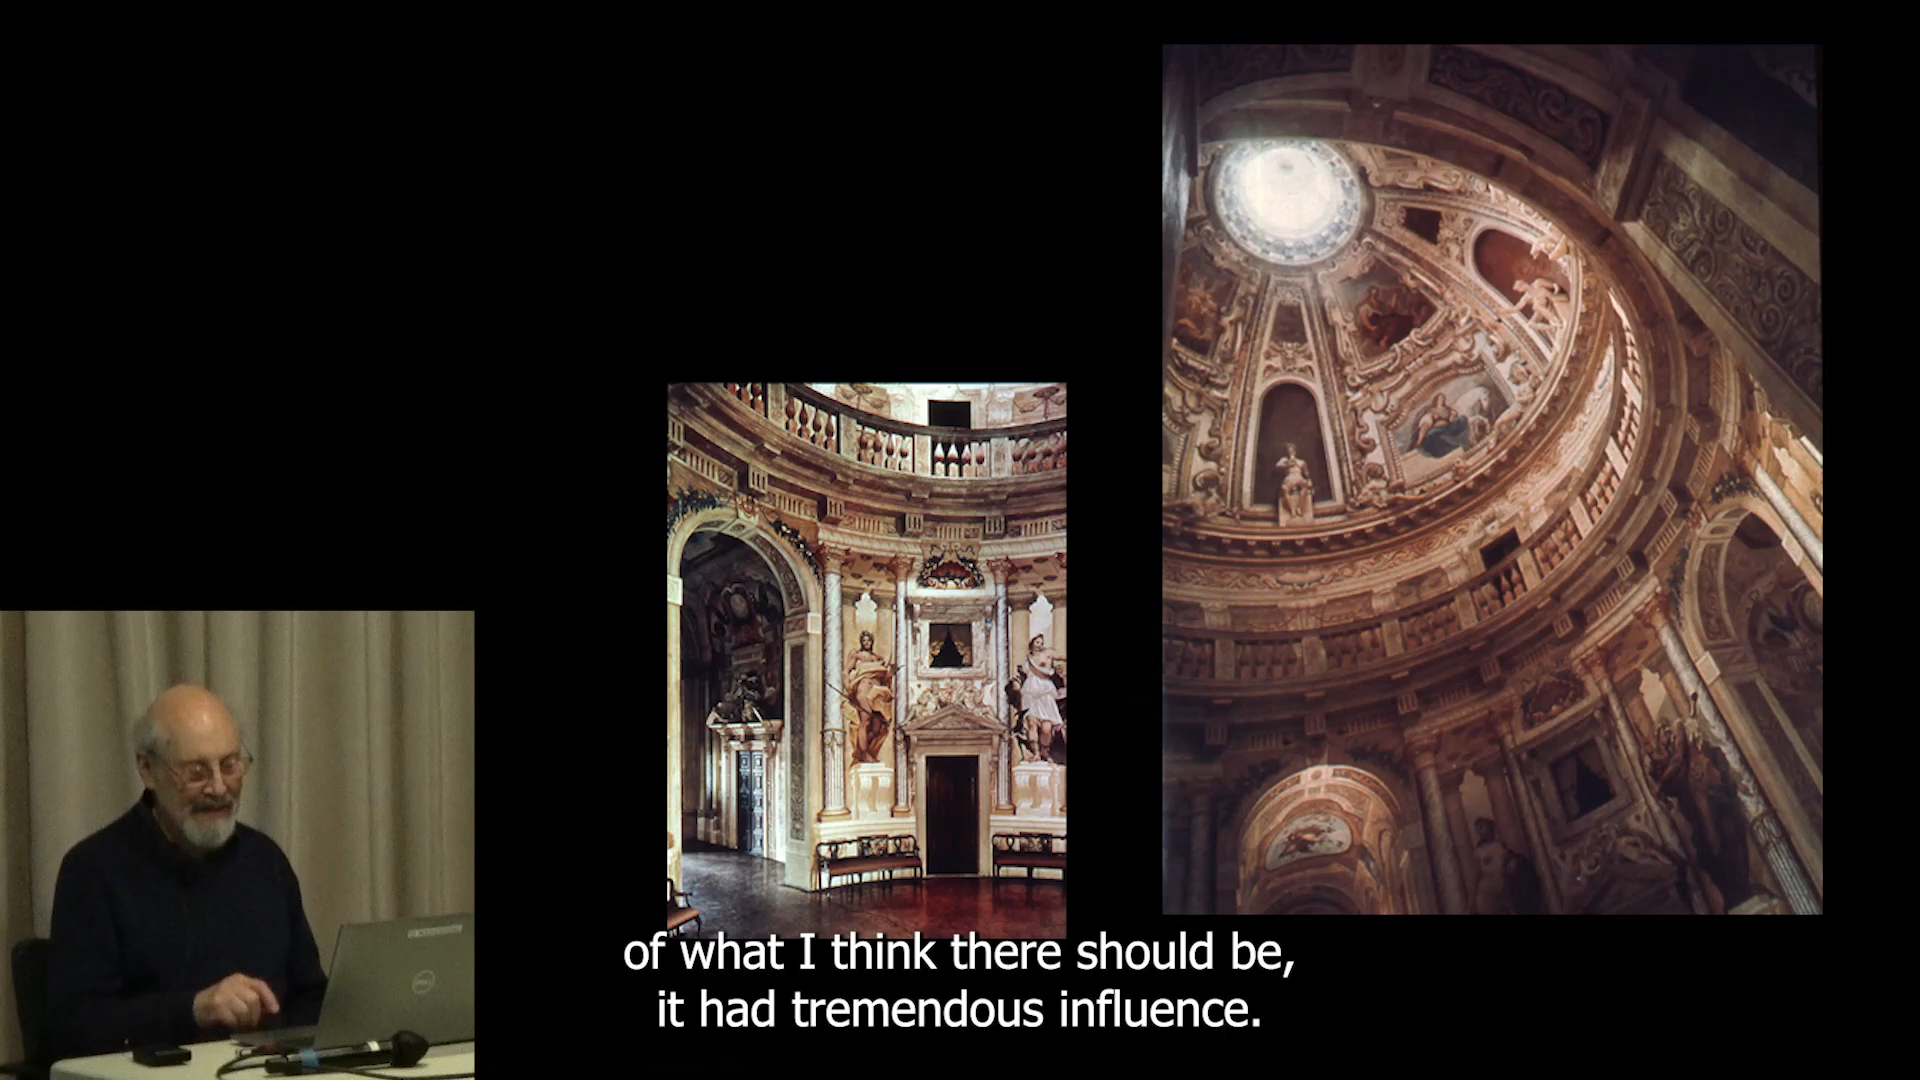 of what I think there should be,
it had tremendous influence.